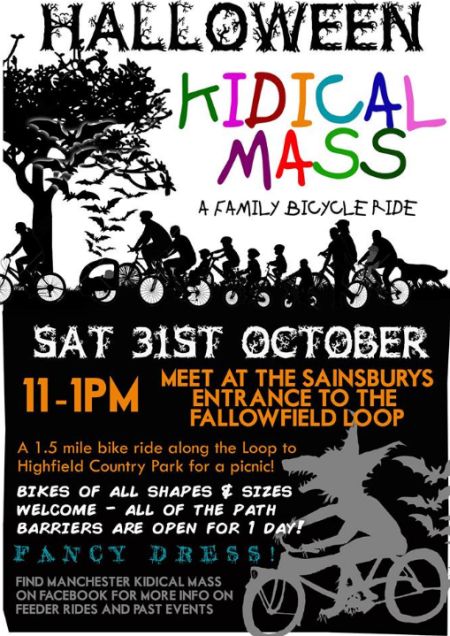 HALLOWEEN
KIDICAL
MASS
A FAMILY BICYCLE RIDE
SAT 31ST OCTOBER
11-1PM
MEET AT THE SAINSBURYS
ENTRANCE TO THE
FALLOWFIELD LOOP
A 1.5 mile bike ride along the Loop to
Highfield Country Park for a picnic!
BIKES OF ALL SHAPES & SIZES
WELCOME - ALL OF THE PATH
BARRIERS ARE OPEN FOR 1 DAY!
FANCY DRESS!
FIND MANCHESTER KIDICAL MASS
ON FACEBOOK FOR MORE INFO ON
FEEDER RIDES AND PAST EVENTS